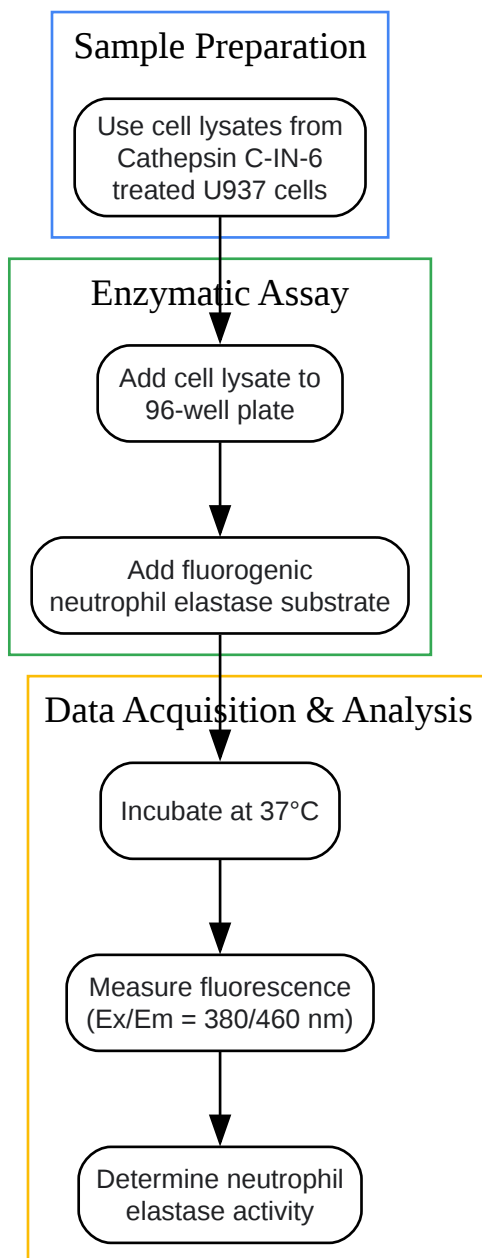 Sample Preparation
Use cell lysates from
Cathepsin C-IN-6
treated U937 cells
Enzymatic Assay
Add cell lysate to
96-well plate
Add fluorogenic
neutrophil elastase substrate
Data Acquisition & Analysis
Incubate at 37°C
Measure fluorescence
(Ex/Em = 380/460 nm)
Determine neutrophil
elastase activity